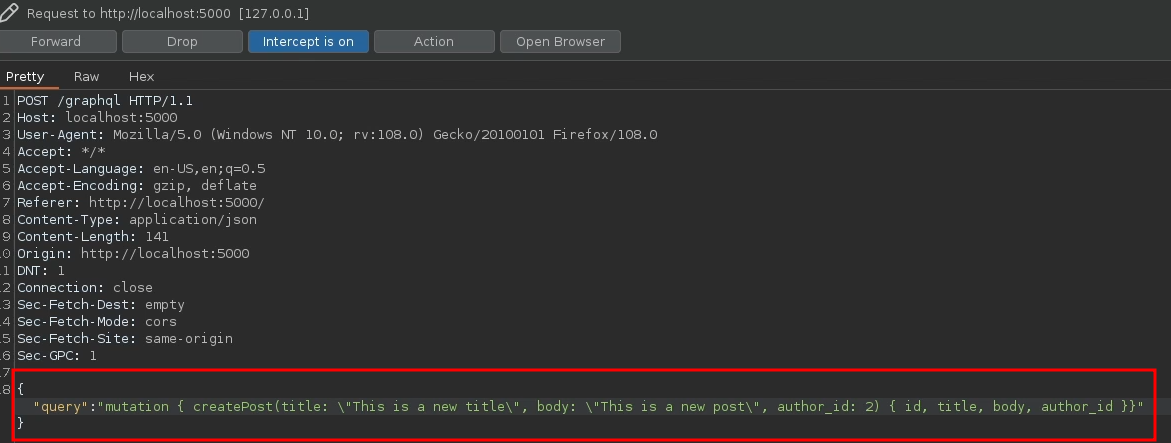 Request to http://localhost:5000 [127.0.0.1]
Forward Drop Intercept is on Action Open Browser
Pretty Raw Hex
1 POST /graphql HTTP/1.1
2 Host: localhost:5000
3 User-Agent: Mozilla/5.0 (Windows NT 10.0; rv:108.0) Gecko/20100101 Firefox/108.0
4 Accept: */*
5 Accept-Language: en-US,en;q=0.5
6 Accept-Encoding: gzip, deflate
7 Referer: http://localhost:5000/
8 Content-Type: application/json
9 Content-Length: 141
.0 Origin: http://localhost:5000
.1 DNT: 1
.2 Connection: close
.3 Sec-Fetch-Dest: empty
.4 Sec-Fetch-Mode: cors
.5 Sec-Fetch-Site: same-origin
.6 Sec-GPC: 1
.7
.8 {
"query":"mutation { createPost(title: \"This is a new title\", body: \"This is a new post\", author_id: 2) { id, title, body, author_id }}"
}